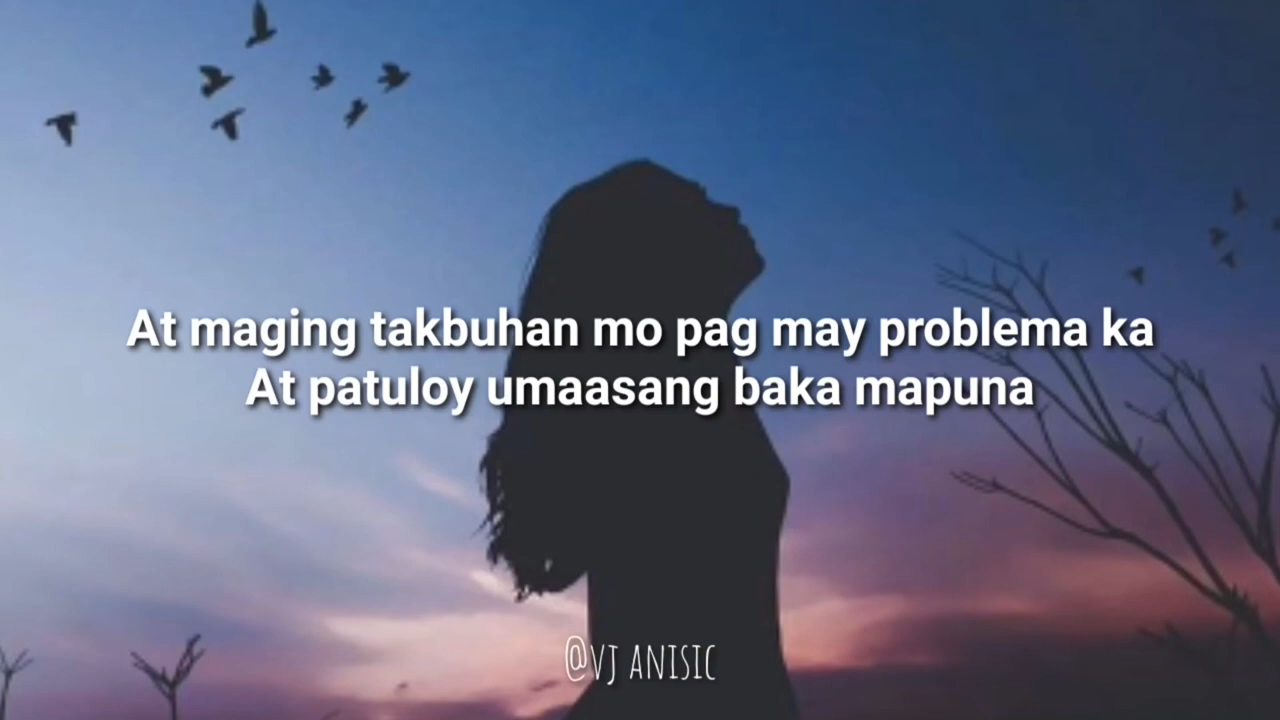 At maging takbuhan mo pag may problema ka
At patuloy umaasang baka mapuna
@VJ ANISIC